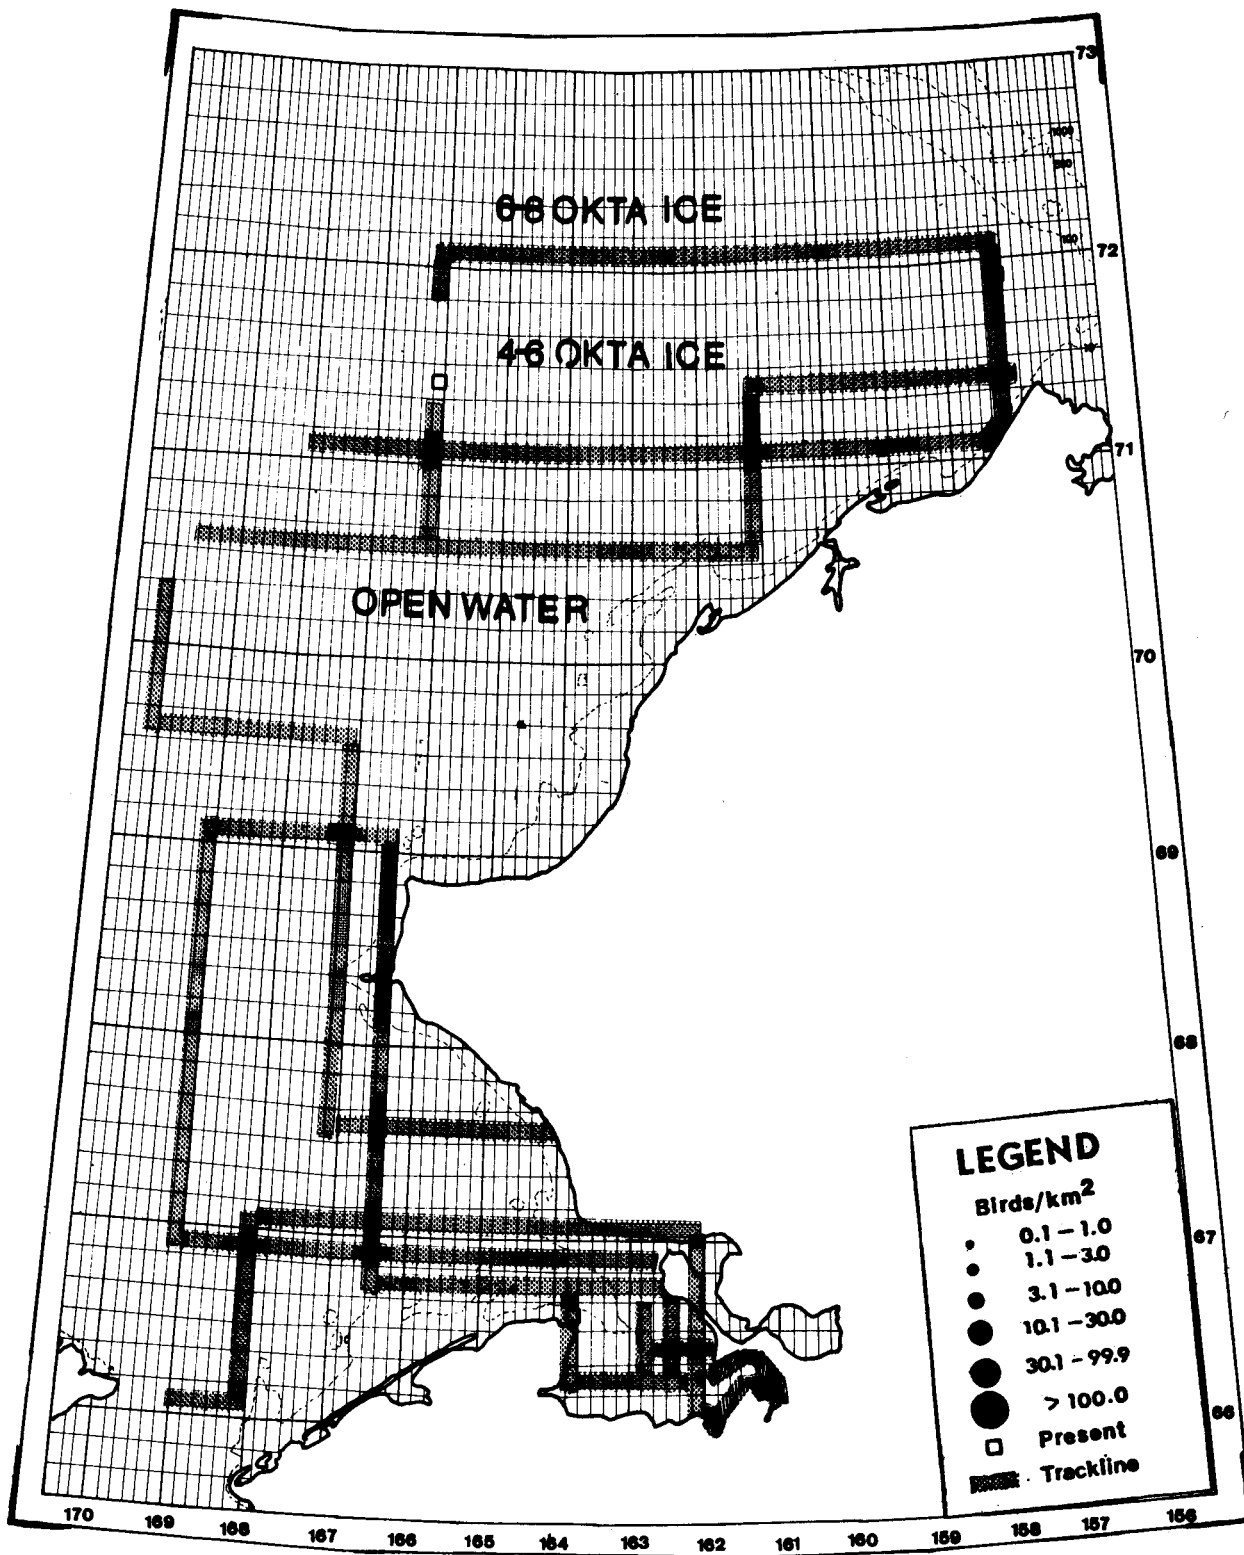 73
1000
500
100
6-8 OKTA ICE
72
4-6 OKTA ICE
71
OPEN WATER
70
69
68
67
66
LEGEND
Birds/km²
0.1 – 1.0
1.1 – 3.0
3.1 – 10.0
10.1 – 30.0
30.1 – 99.9
> 100.0
Present
Trackline
170 169 168 167 166 165 164 163 162 161 160 159 158 157 156